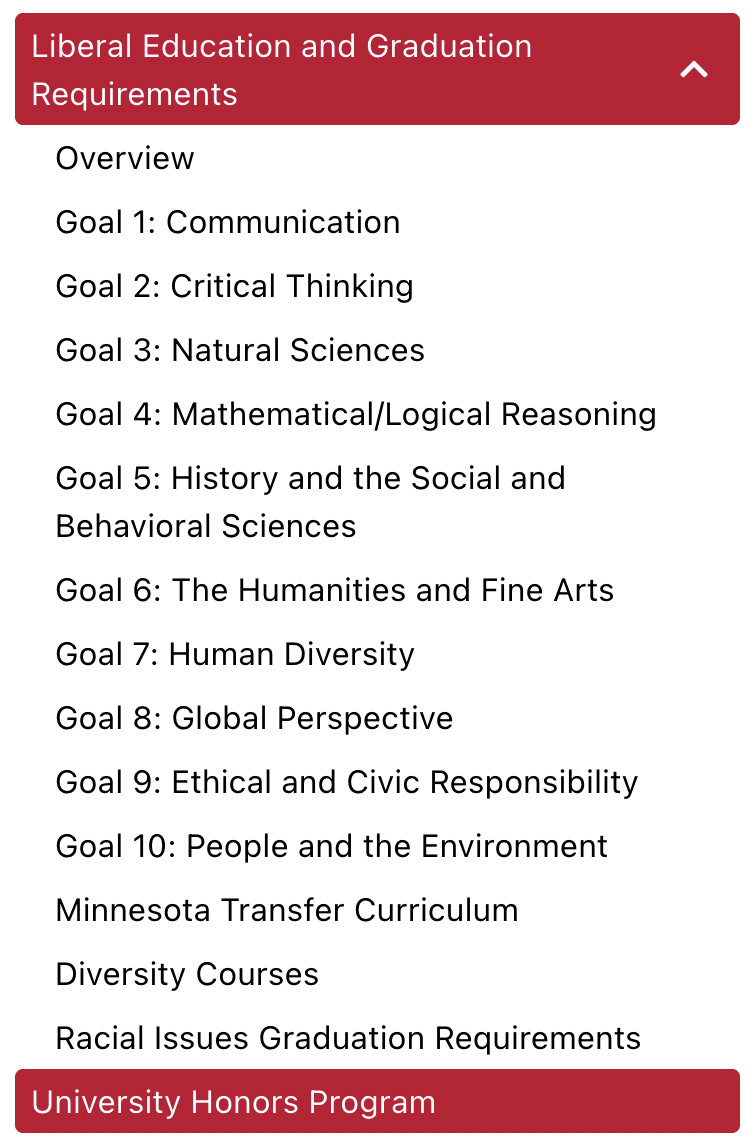 Liberal Education and Graduation
Requirements
Overview
Goal 1: Communication
Goal 2: Critical Thinking
Goal 3: Natural Sciences
Goal 4: Mathematical/Logical Reasoning
Goal 5: History and the Social and
Behavioral Sciences
Goal 6: The Humanities and Fine Arts
Goal 7: Human Diversity
Goal 8: Global Perspective
Goal 9: Ethical and Civic Responsibility
Goal 10: People and the Environment
Minnesota Transfer Curriculum
Diversity Courses
Racial Issues Graduation Requirements
University Honors Program